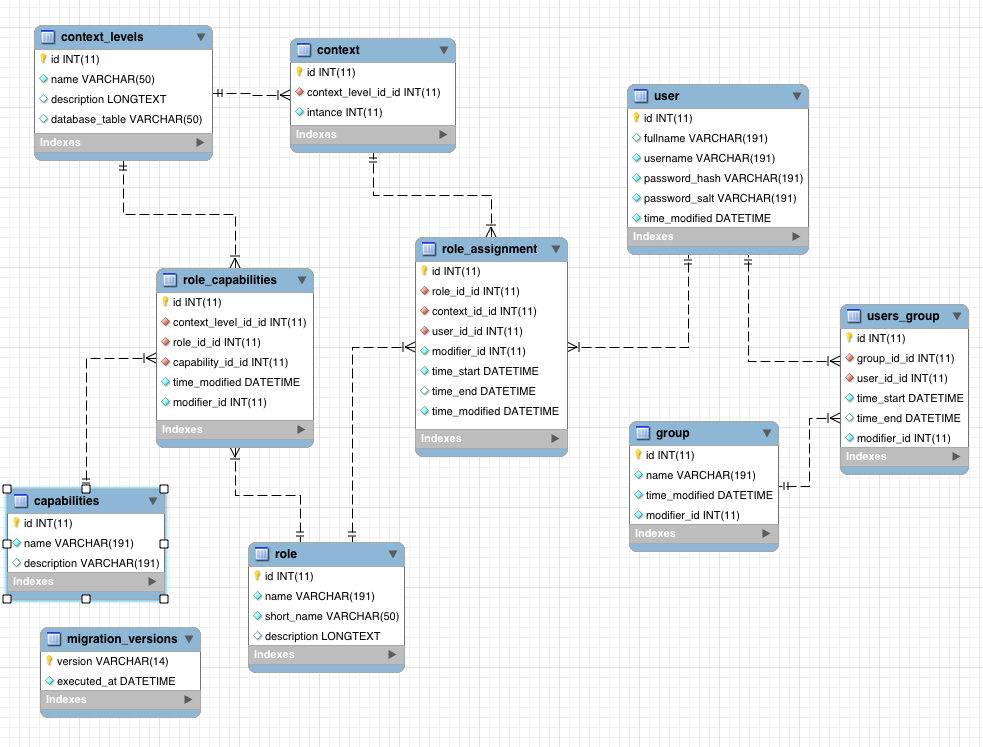 context_levels
id INT(11)
name VARCHAR(50)
description LONGTEXT
database_table VARCHAR(50)
Indexes
context
id INT(11)
context_level_id_id INT(11)
intance INT(11)
Indexes
user
id INT(11)
fullname VARCHAR(191)
username VARCHAR(191)
password_hash VARCHAR(191)
password_salt VARCHAR(191)
time_modified DATETIME
Indexes
role_capabilities
id INT(11)
context_level_id_id INT(11)
role_id_id INT(11)
capability_id_id INT(11)
time_modified DATETIME
modifier_id INT(11)
Indexes
role_assignment
id INT(11)
role_id_id INT(11)
context_id_id INT(11)
user_id_id INT(11)
modifier_id INT(11)
time_start DATETIME
time_end DATETIME
time_modified DATETIME
Indexes
users_group
id INT(11)
group_id_id INT(11)
user_id_id INT(11)
time_start DATETIME
time_end DATETIME
modifier_id INT(11)
Indexes
group
id INT(11)
name VARCHAR(191)
time_modified DATETIME
modifier_id INT(11)
Indexes
capabilities
id INT(11)
name VARCHAR(191)
description VARCHAR(191)
Indexes
role
id INT(11)
name VARCHAR(191)
short_name VARCHAR(50)
description LONGTEXT
Indexes
migration_versions
version VARCHAR(14)
executed_at DATETIME
Indexes